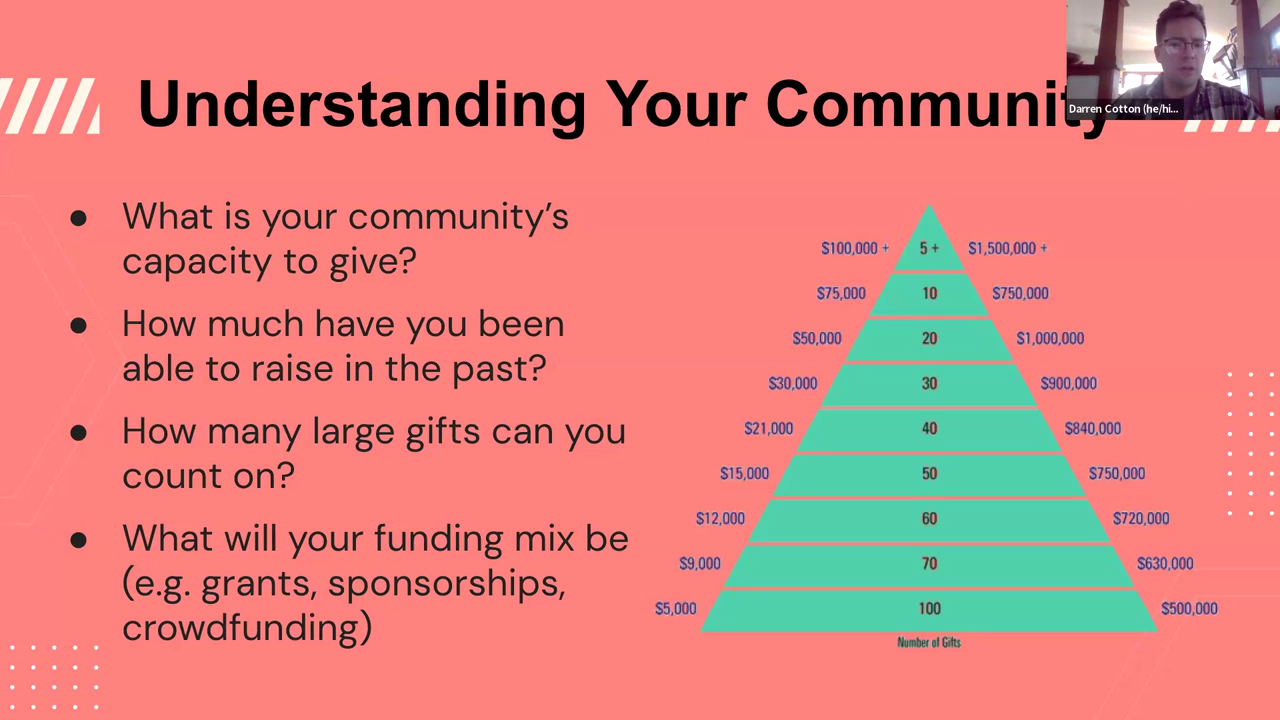 Understanding Your Community
Darren Cotton (he/hi...
● What is your community’s
capacity to give?
● How much have you been
able to raise in the past?
● How many large gifts can you
count on?
● What will your funding mix be
(e.g. grants, sponsorships,
crowdfunding)
$100,000 + 5 + $1,500,000 +
$75,000 10 $750,000
$50,000 20 $1,000,000
$30,000 30 $900,000
$21,000 40 $840,000
$15,000 50 $750,000
$12,000 60 $720,000
$9,000 70 $630,000
$5,000 100 $500,000
Number of Gifts